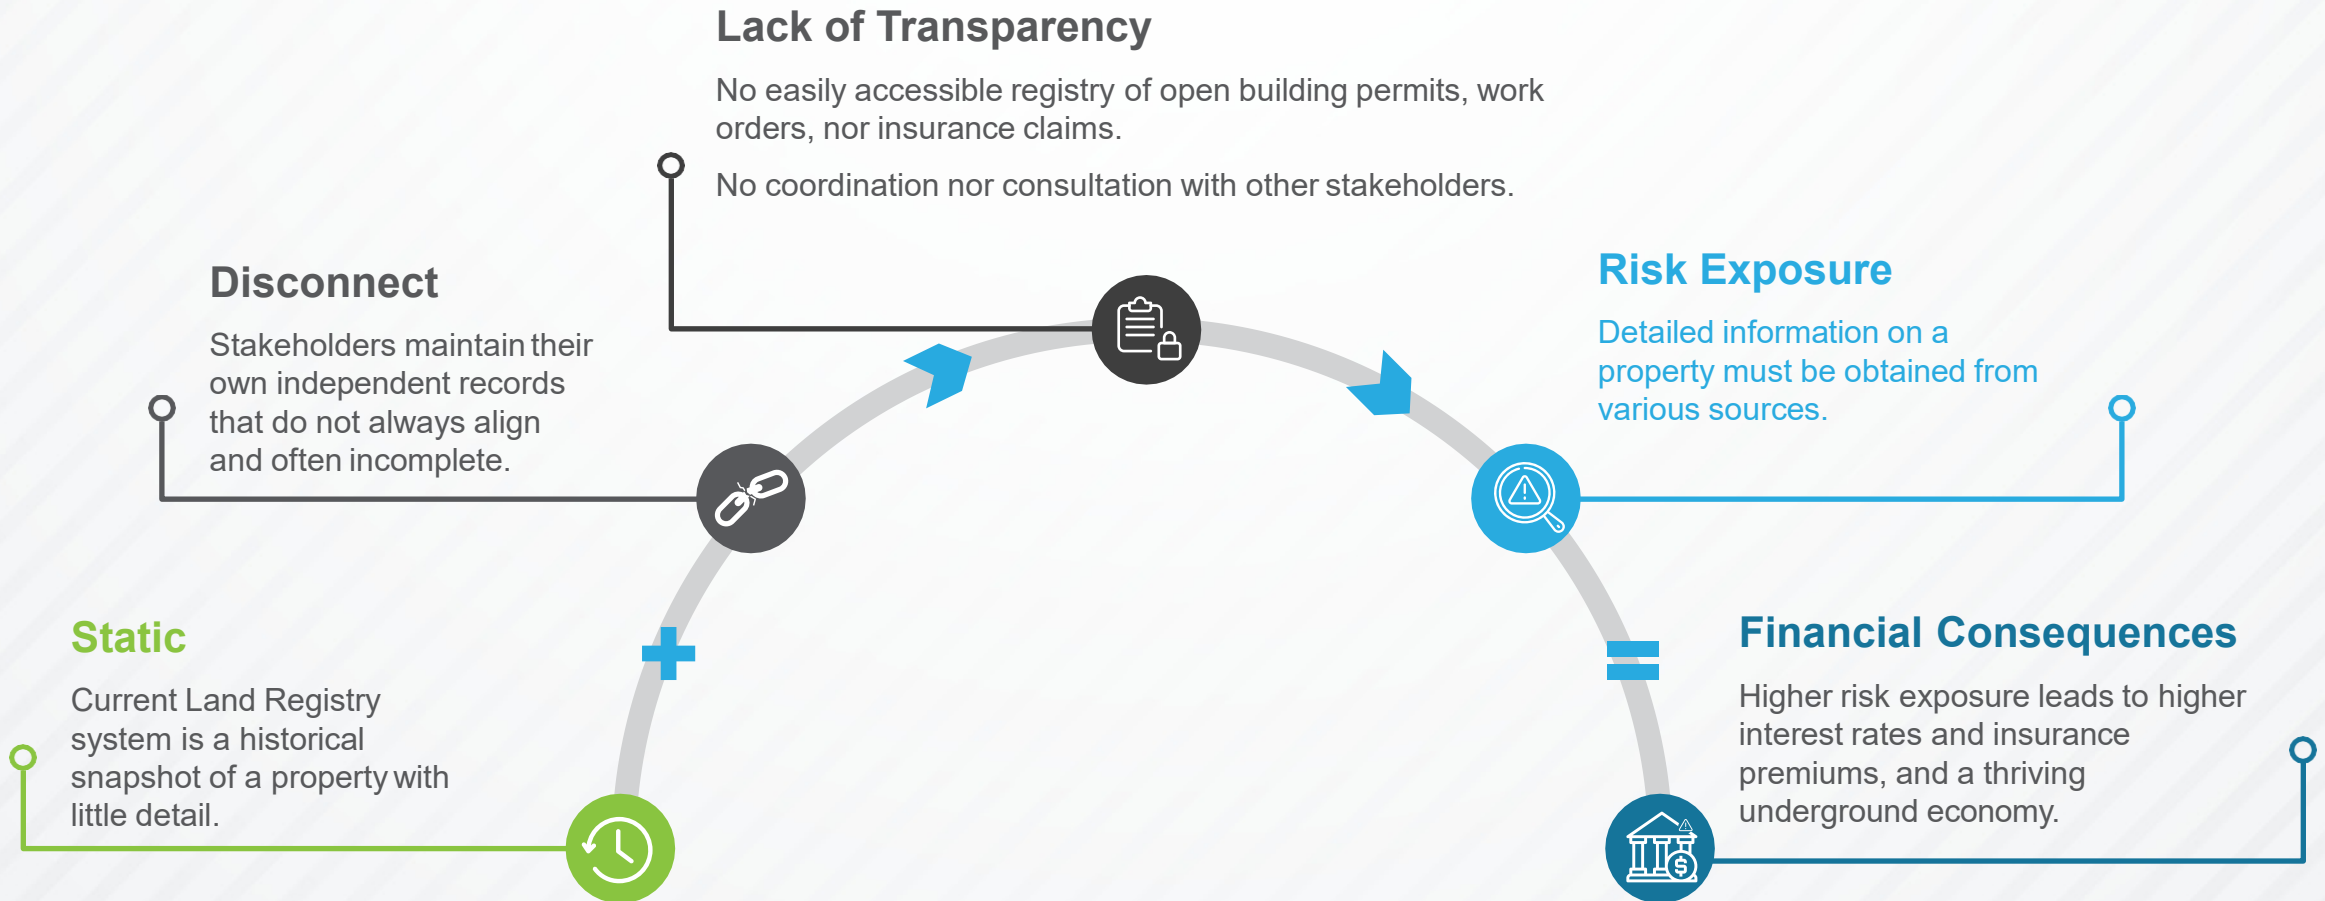 Lack of Transparency
No easily accessible registry of open building permits, work
orders, nor insurance claims.
No coordination nor consultation with other stakeholders.
Disconnect
Stakeholders maintain their
own independent records
that do not always align
and often incomplete.
Risk Exposure
Detailed information on a
property must be obtained from
various sources.
Static
Current Land Registry
system is a historical
snapshot of a property with
little detail.
Financial Consequences
Higher risk exposure leads to higher
interest rates and insurance
premiums, and a thriving
underground economy.